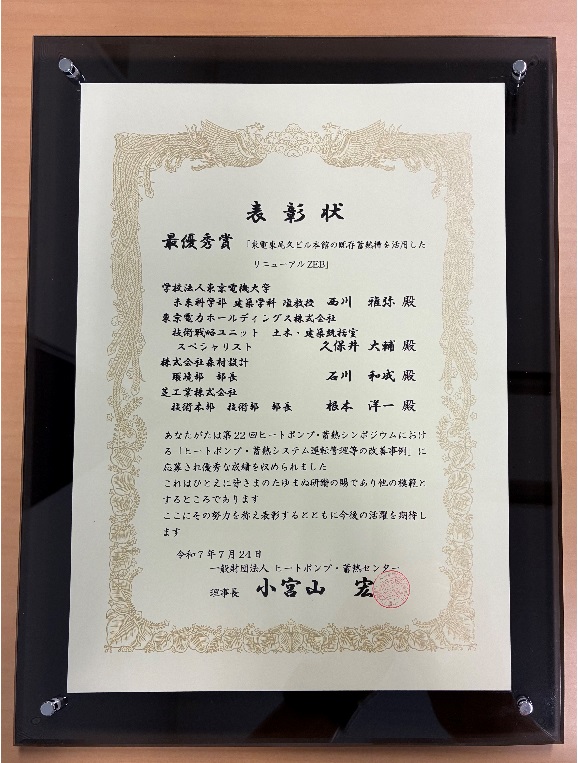 表彰状
最優秀賞 「東電東尾久ビル本館の既存蓄熱槽を活用した
リニューアルZEB」
学校法人東京電機大学
未来科学部 建築学科 准教授 西川 雅弥 殿
東京電力ホールディングス株式会社
技術戦略ユニット 土木・建築統括室
スペシャリスト 久保井 大輔 殿
株式会社森村設計
環境部 部長 石川 和成 殿
芝工業株式会社
技術本部 技術部 部長 根本 洋一 殿
あなたがたは第22回ヒートポンプ・蓄熱シンポジウムにおけ
る「ヒートポンプ・蓄熱システム運転管理等の改善事例」に
応募され優秀な成績を収められました
これはひとえに皆さまのたゆまぬ研鑽の賜であり他の模範と
するところであります
ここにその努力を称え表彰するとともに今後の活躍を期待し
ます
令和7年7月24日
一般財団法人 ヒートポンプ・蓄熱センター
理事長 小宮山 宏